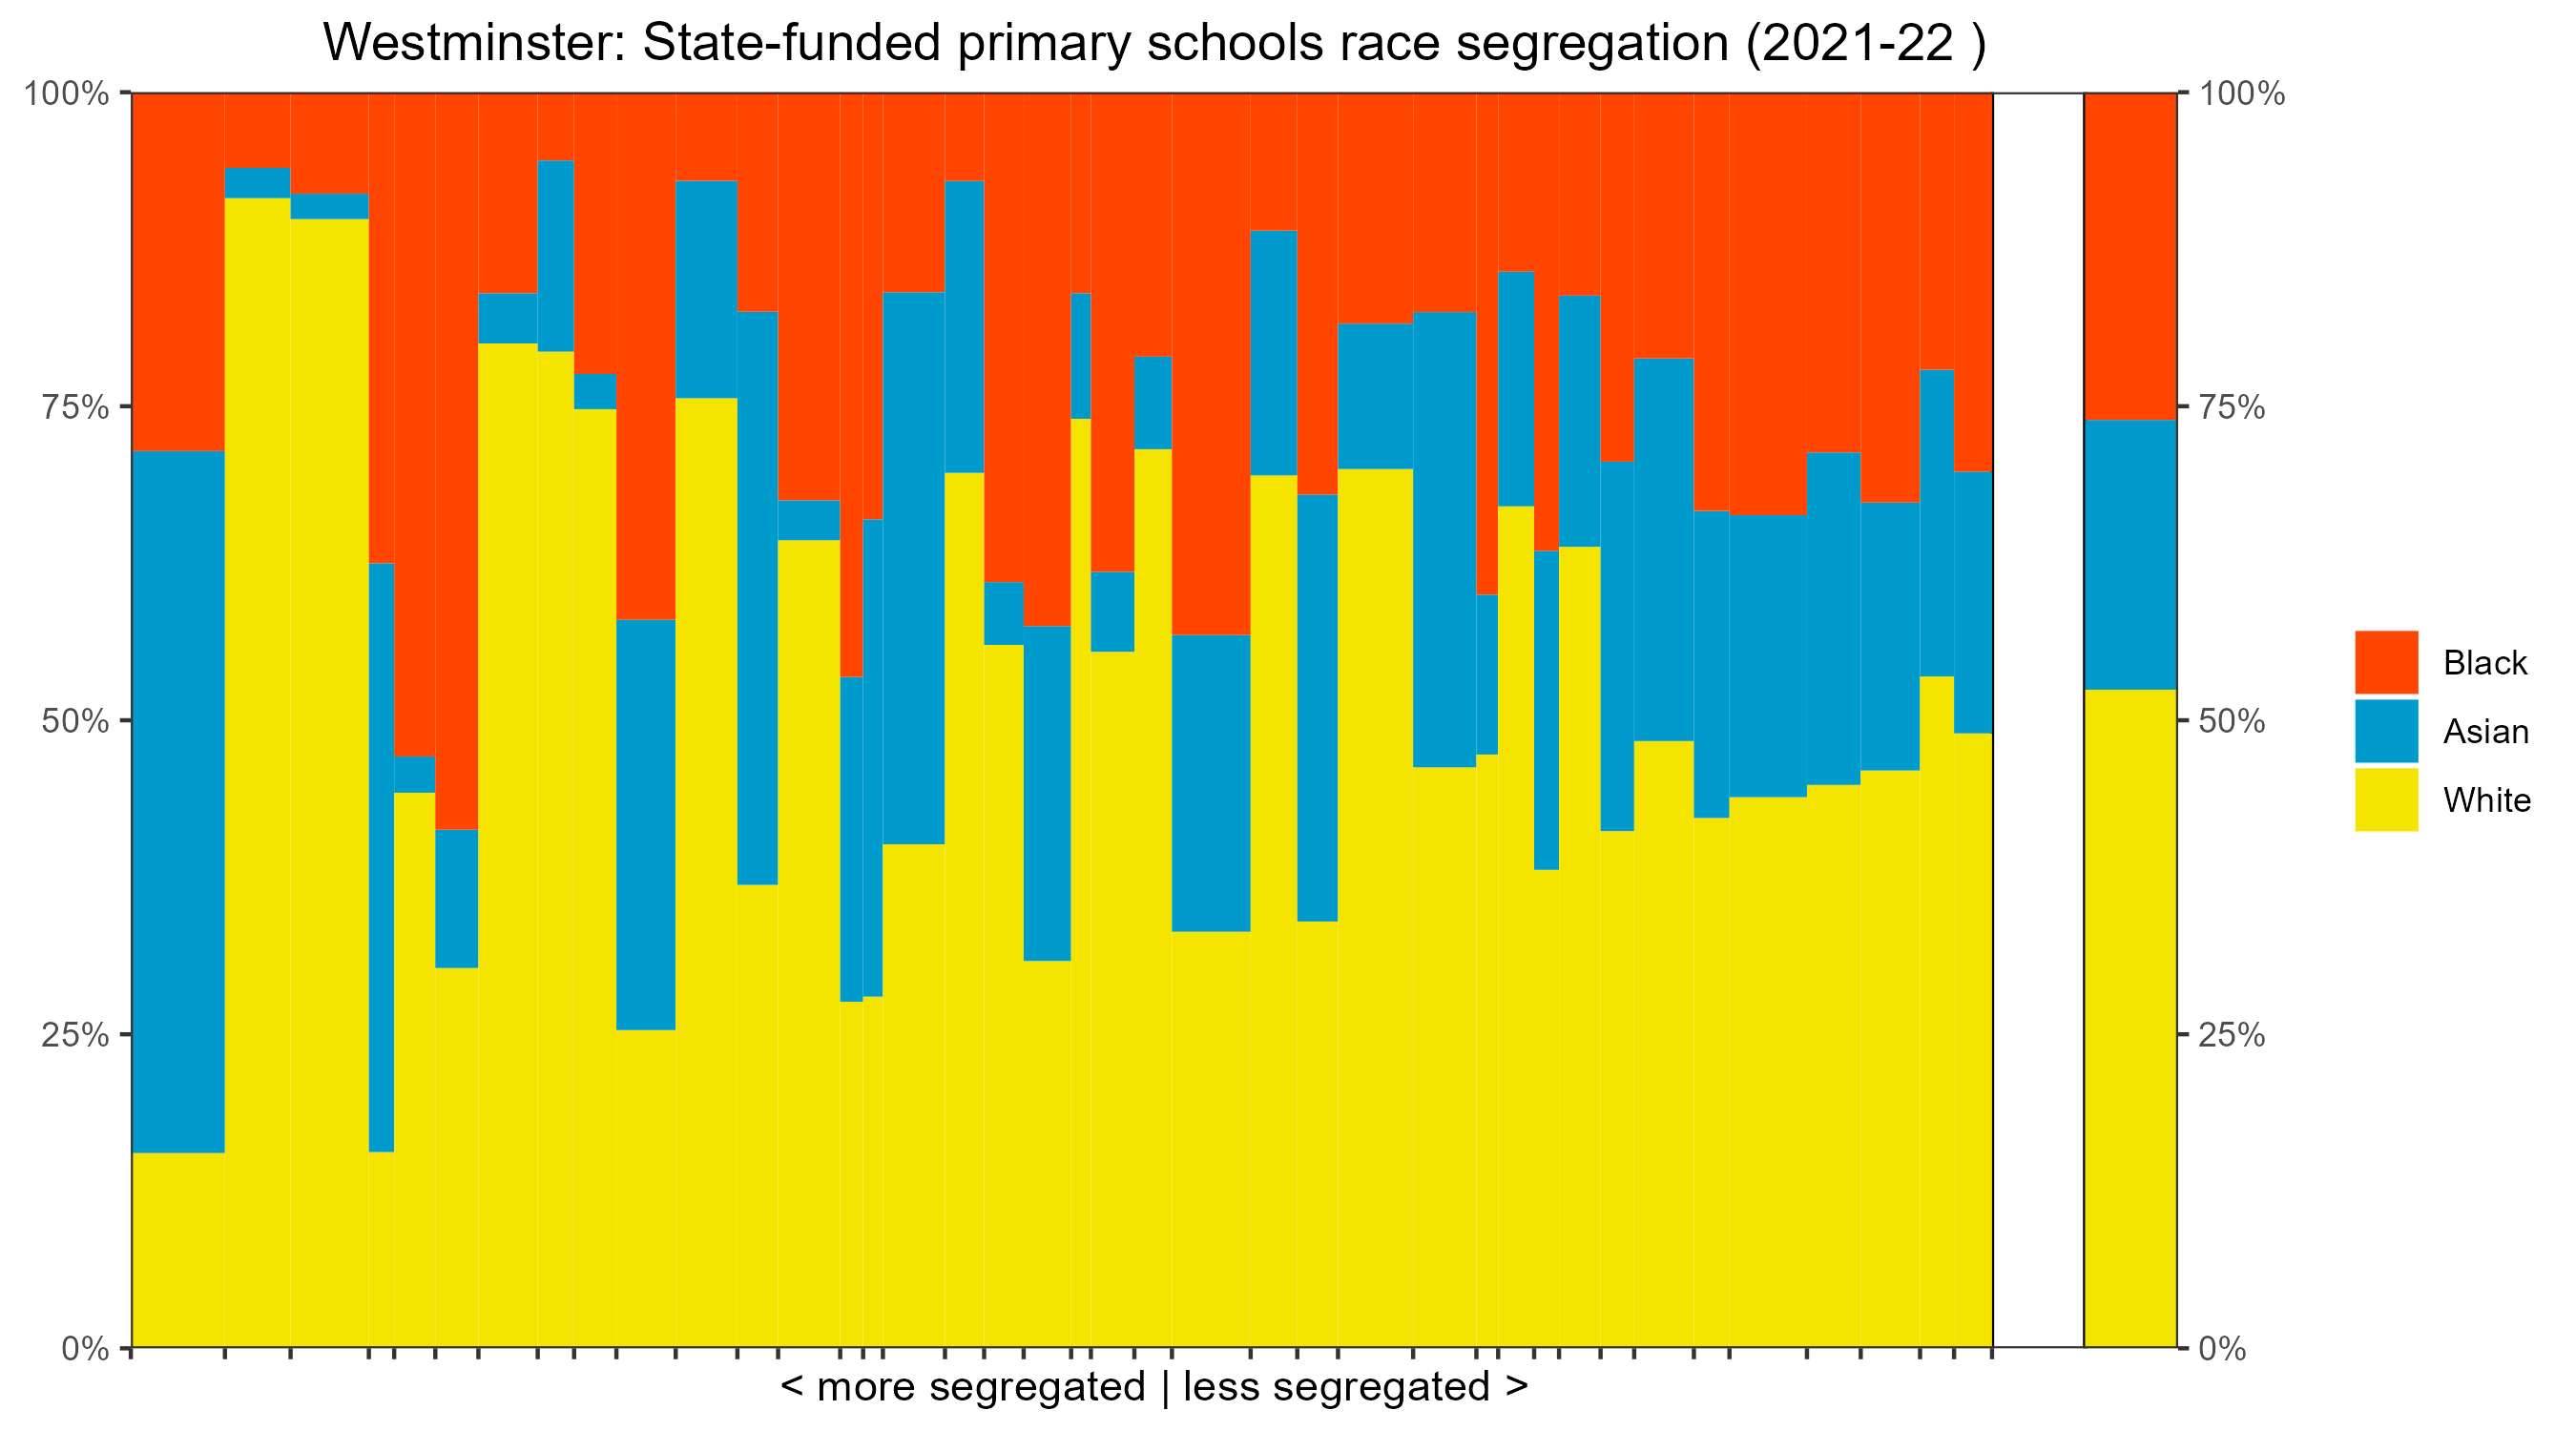 Westminster: State-funded primary schools race segregation (2021-22 )
100%
75%
50%
25%
0%
100%
75%
50%
25%
0%
Black
Asian
White
< more segregated | less segregated >